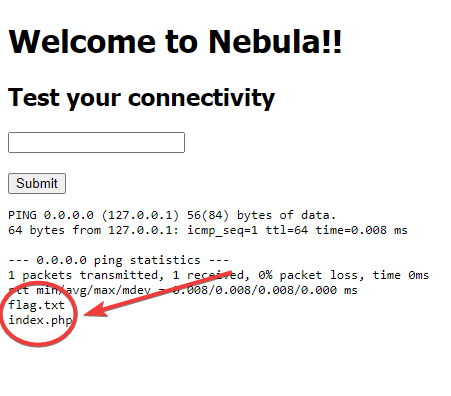 Welcome to Nebula!!
Test your connectivity
Submit
PING 0.0.0.0 (127.0.0.1) 56(84) bytes of data.
64 bytes from 127.0.0.1: icmp_seq=1 ttl=64 time=0.008 ms
--- 0.0.0.0 ping statistics ---
1 packets transmitted, 1 received, 0% packet loss, time 0ms
rtt min/avg/max/mdev = 0.008/0.008/0.008/0.000 ms
flag.txt
index.php